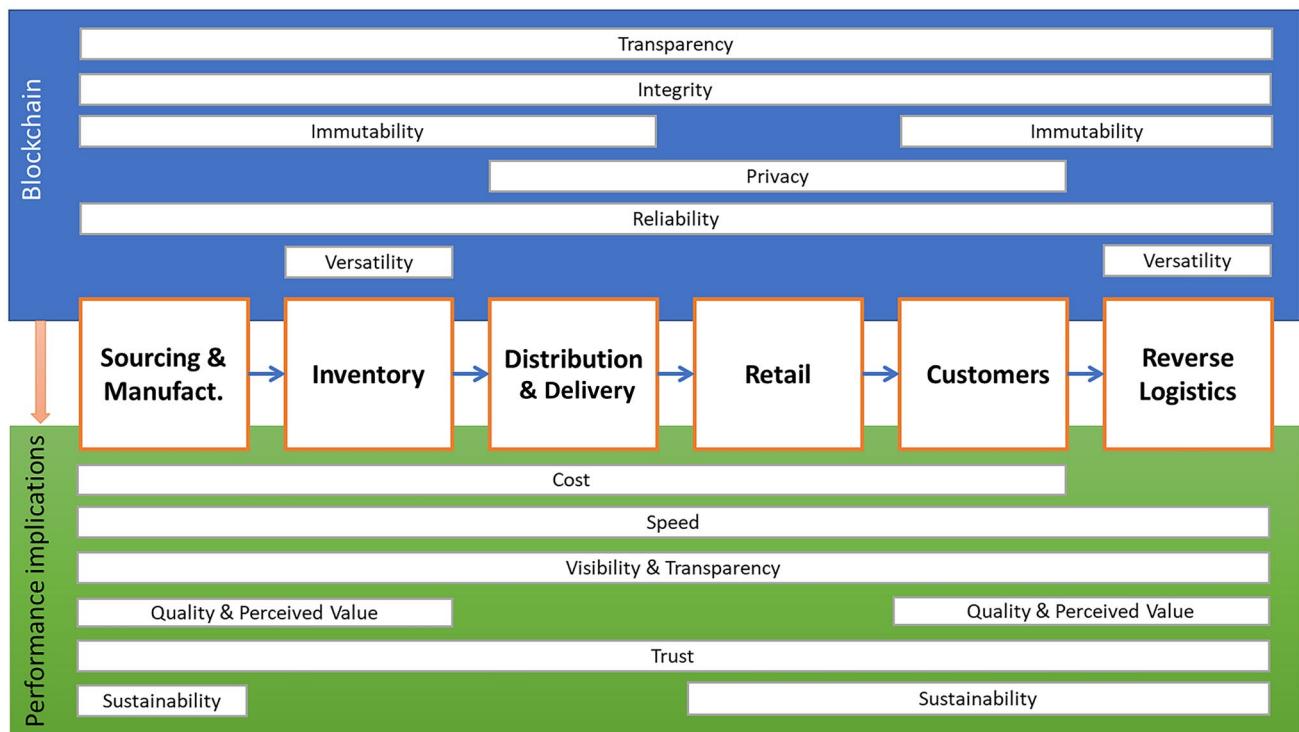 Blockchain
Transparency
Integrity
Immutability
Immutability
Privacy
Reliability
Versatility
Versatility
Sourcing &
Manufact.
Inventory
Distribution
& Delivery
Retail
Customers
Reverse
Logistics
Performance implications
Cost
Speed
Visibility & Transparency
Quality & Perceived Value
Quality & Perceived Value
Trust
Sustainability
Sustainability